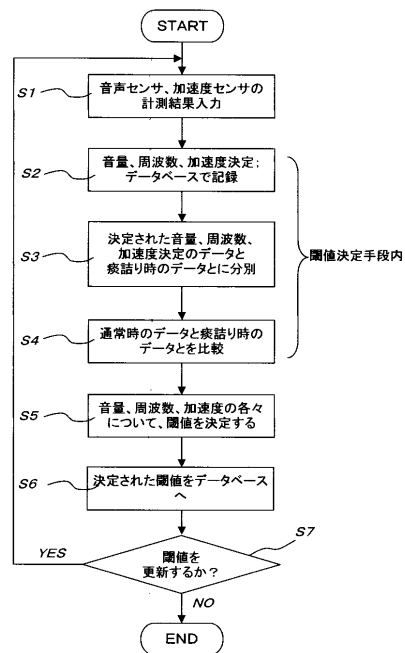 START
S1
音声センサ、加速度センサの
計測結果入力
S2
音量、周波数、加速度決定；
データベースで記録
S3
決定された音量、周波数、
加速度決定のデータと
痰詰り時のデータとに分別
閾値決定手段内
S4
通常時のデータと痰詰り時の
データとを比較
S5
音量、周波数、加速度の各々
について、閾値を決定する
S6
決定された閾値をデータベース
へ
S7
YES
閾値を
更新するか？
NO
END